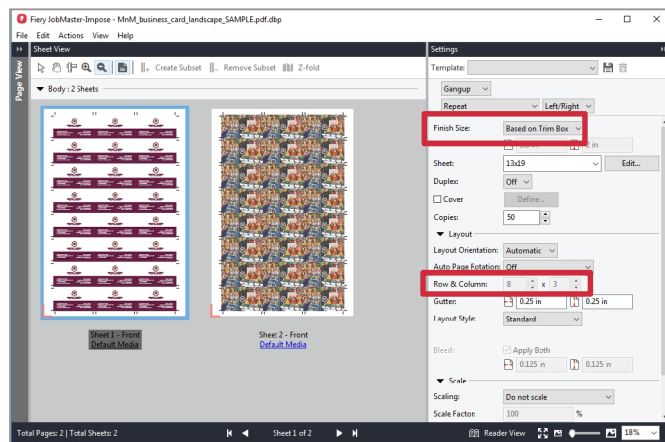 Fiery JobMaster-Impose - MnM_business_card_landscape_SAMPLE.pdf.dbp
File Edit Actions View Help
Sheet View
Settings
Page View
Create Subset
Remove Subset
Z-fold
Template:
Body : 2 Sheets
Gangup
Repeat
Left/Right
Finish Size:
Based on Trim Box
Sheet:
13x19
Edit...
Duplex:
Off
Cover
Define...
Copies:
50
Layout
Layout Orientation:
Automatic
Auto Page Rotation:
Off
Row & Column:
8 x 3
Gutter:
0.25 in
0.25 in
Layout Style:
Standard
Sheet 1 - Front
Default Media
Sheet 2 - Front
Default Media
Bleed:
Apply Both
0.125 n
0.125 n
Scale
Scaling:
Do not scale
Scale Factor:
100 %
Total Pages: 2 | Total Sheets: 2
Sheet 1 of 2
Reader View
18%